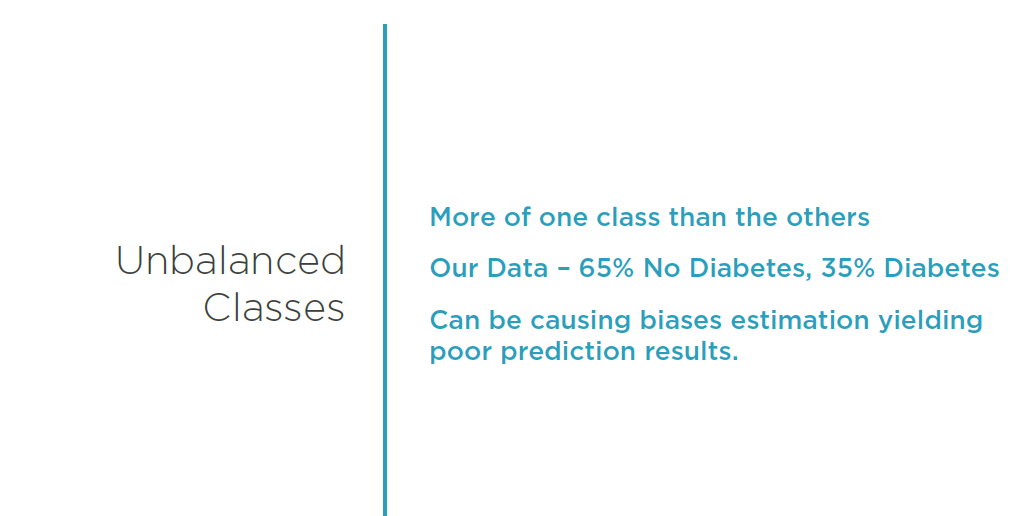 Unbalanced
Classes
More of one class than the others
Our Data – 65% No Diabetes, 35% Diabetes
Can be causing biases estimation yielding
poor prediction results.